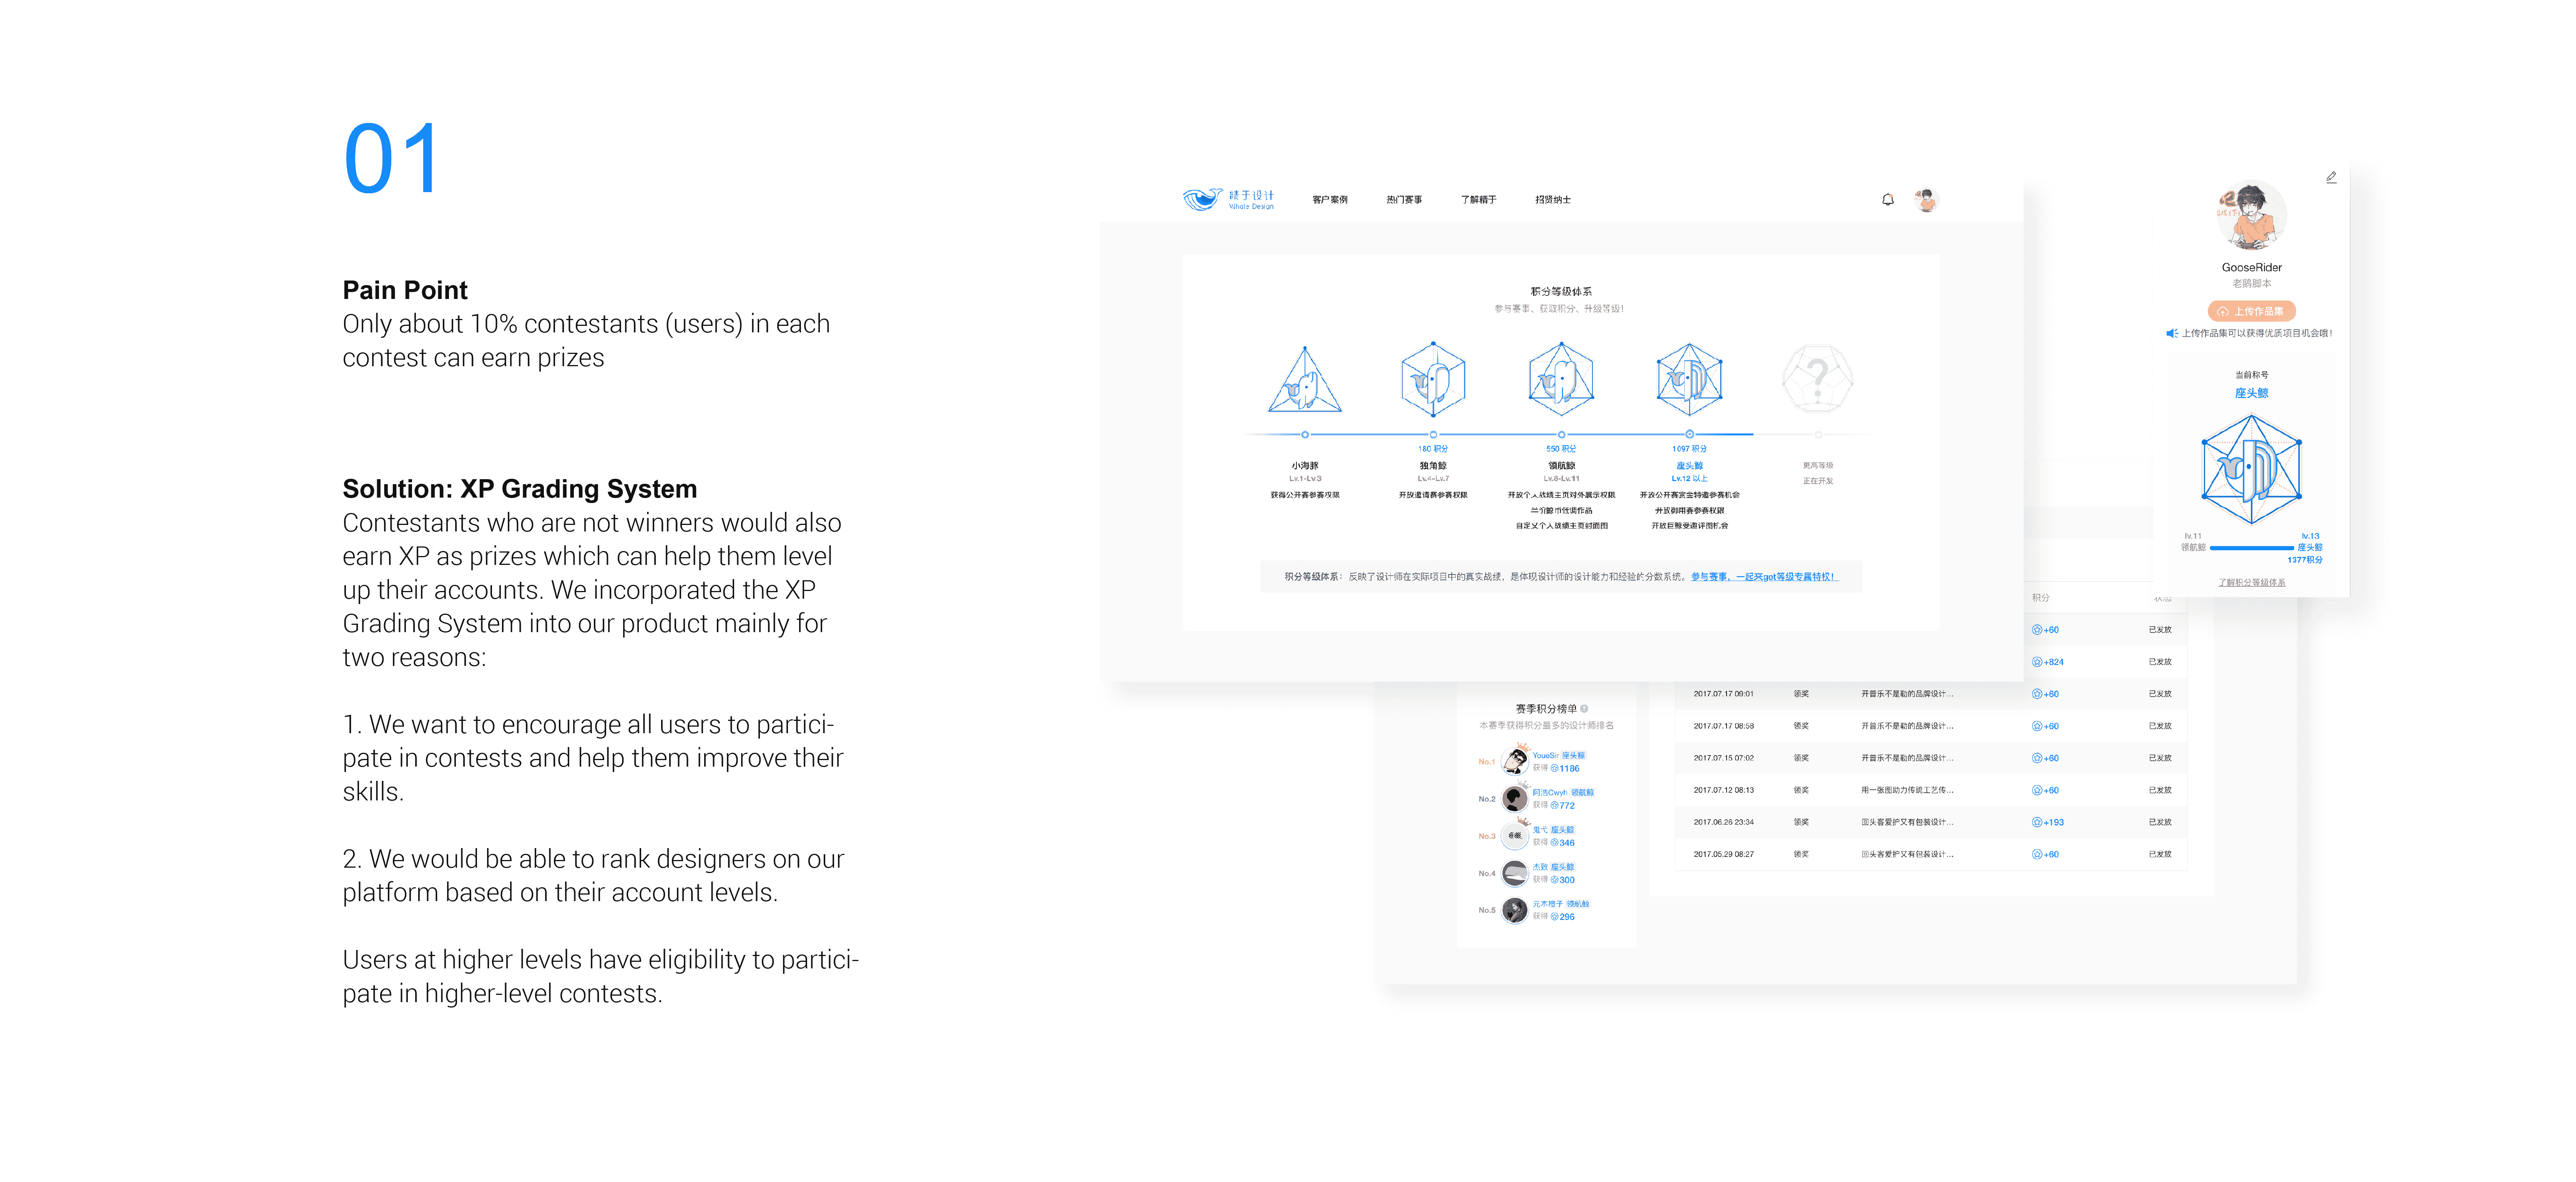 01
Pain Point
Only about 10% contestants (users) in each
contest can earn prizes
Solution: XP Grading System
Contestants who are not winners would also
earn XP as prizes which can help them level
up their accounts. We incorporated the XP
Grading System into our product mainly for
two reasons:
1. We want to encourage all users to partici-
pate in contests and help them improve their
skills.
2. We would be able to rank designers on our
platform based on their account levels.
Users at higher levels have eligibility to partici-
pate in higher-level contests.
Whale Design
客户案例 热门赛事 了解精于 招贤纳士
积分等级体系
参与赛事、获取积分、升级等级！
180 积分 550 积分 1097 积分
小海豚 独角鲸 领航鲸 座头鲸 更高等级
Lv.1-Lv.3 Lv.4-Lv.7 Lv.8-Lv.11 Lv.12 以上 正在开发
获得公开赛参赛权限 开放邀请赛参赛权限 开放个人战绩主页对外展示权限 开放公开赛赏金特邀参赛机会
半价鲸币低调作品 开放御用赛参赛权限
自定义个人战绩主页封面图 开放巨鲸受邀评图机会
积分等级体系：反映了设计师在实际项目中的真实战绩，是体现设计师的设计能力和经验的分数系统。参与赛事，一起来got等级专属特权！
GooseRider
老鹅脚本
上传作品集
上传作品集可以获得优质项目机会哦！
当前称号
座头鲸
lv.11 lv.13
领航鲸 座头鲸
1377积分
了解积分等级体系
积分 状态
+60 已发放
+824 已发放
2017.07.17 09:01 领奖 开音乐不是勒的品牌设计... +60 已发放
2017.07.17 08:58 领奖 开音乐不是勒的品牌设计... +60 已发放
2017.07.15 07:02 领奖 开音乐不是勒的品牌设计... +60 已发放
2017.07.12 08:13 领奖 用一张图助力传统工艺传... +60 已发放
2017.06.26 23:34 领奖 回头客爱护又有包装设计... +193 已发放
2017.05.29 08:27 领奖 回头客爱护又有包装设计... +60 已发放
赛季积分榜单
本赛季获得积分最多的设计师排名
No.1 YoueSir 座头鲸
获得 1186
No.2 阿浩Cwyh 领航鲸
获得 772
No.3 鬼弋 座头鲸
获得 346
No.4 杰致 座头鲸
获得 300
No.5 元木橙子 领航鲸
获得 296